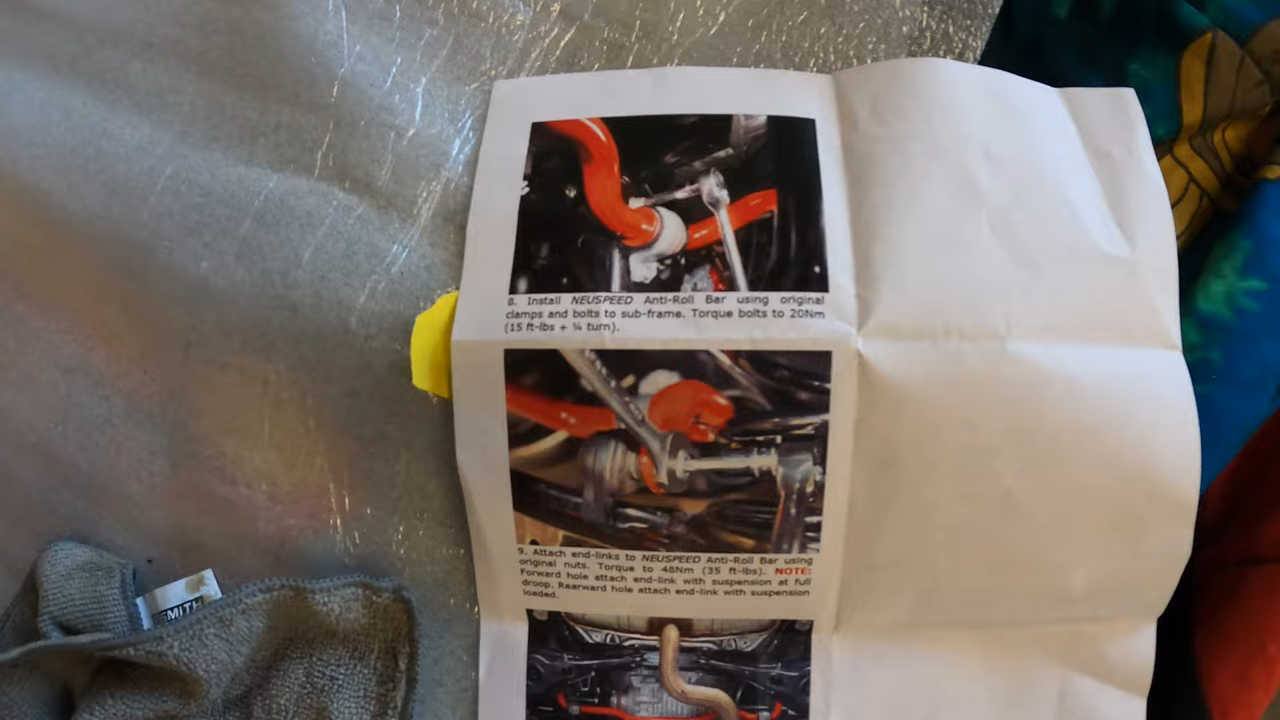 8. Install NEUSPEED Anti-Roll Bar using original
clamps and bolts to sub-frame. Torque bolts to 20Nm
(15 ft-lbs + ¼ turn).
9. Attach end-links to NEUSPEED Anti-Roll Bar using
original nuts. Torque to 48Nm (35 ft-lbs). NOTE:
Forward hole attach end-link with suspension at full
droop. Rearward hole attach end-link with suspension
loaded.
SMITH